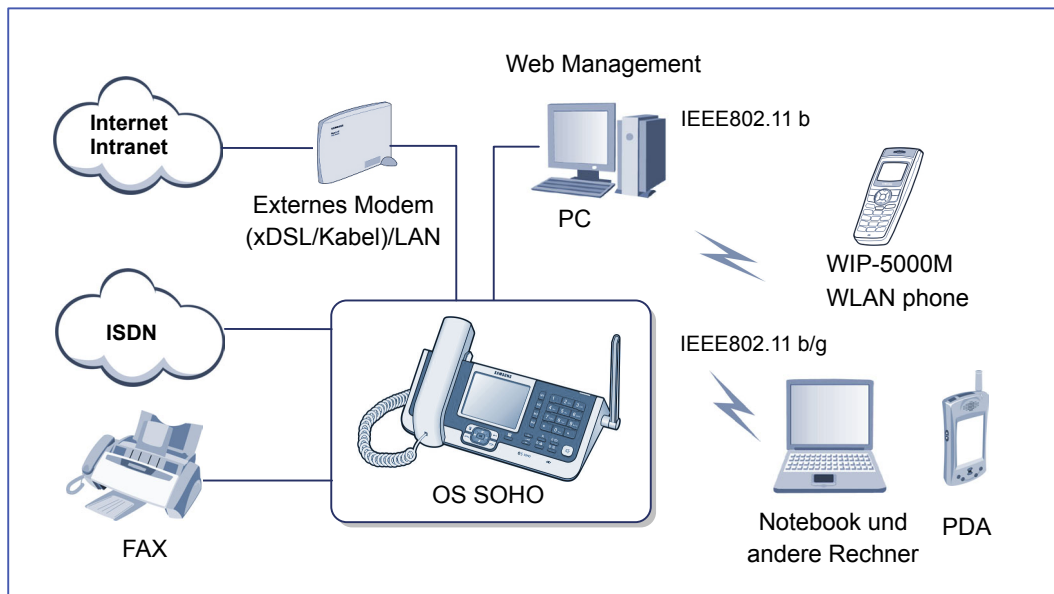 Web Management
Internet
Intranet
IEEE802.11 b
Externes Modem
(xDSL/Kabel)/LAN
PC
WIP-5000M
WLAN phone
ISDN
IEEE802.11 b/g
SAMSUNG
OS SOHO
FAX
Notebook und
andere Rechner
PDA